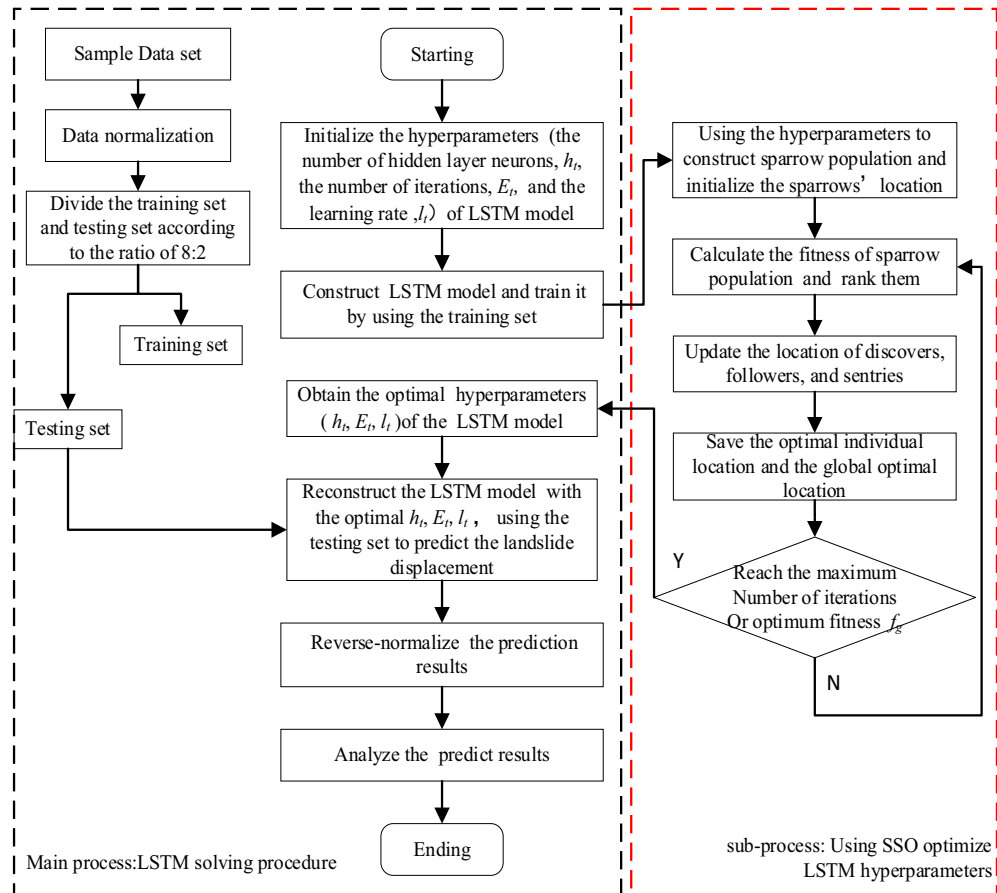 Sample Data set
Data normalization
Divide the training set
and testing set according
to the ratio of 8:2
Training set
Testing set
Starting
Initialize the hyperparameters (the
number of hidden layer neurons, hₜ,
the number of iterations, Eₜ, and the
learning rate ,lₜ) of LSTM model
Construct LSTM model and train it
by using the training set
Obtain the optimal hyperparameters
( hₜ, Eₜ, lₜ )of the LSTM model
Reconstruct the LSTM model with
the optimal hₜ, Eₜ, lₜ , using the
testing set to predict the landslide
displacement
Reverse-normalize the prediction
results
Analyze the predict results
Ending
Main process:LSTM solving procedure
Using the hyperparameters to
construct sparrow population and
initialize the sparrows’ location
Calculate the fitness of sparrow
population and rank them
Update the location of discovers,
followers, and sentries
Save the optimal individual
location and the global optimal
location
Reach the maximum
Number of iterations
Or optimum fitness f_g
Y
N
sub-process: Using SSO optimize
LSTM hyperparameters